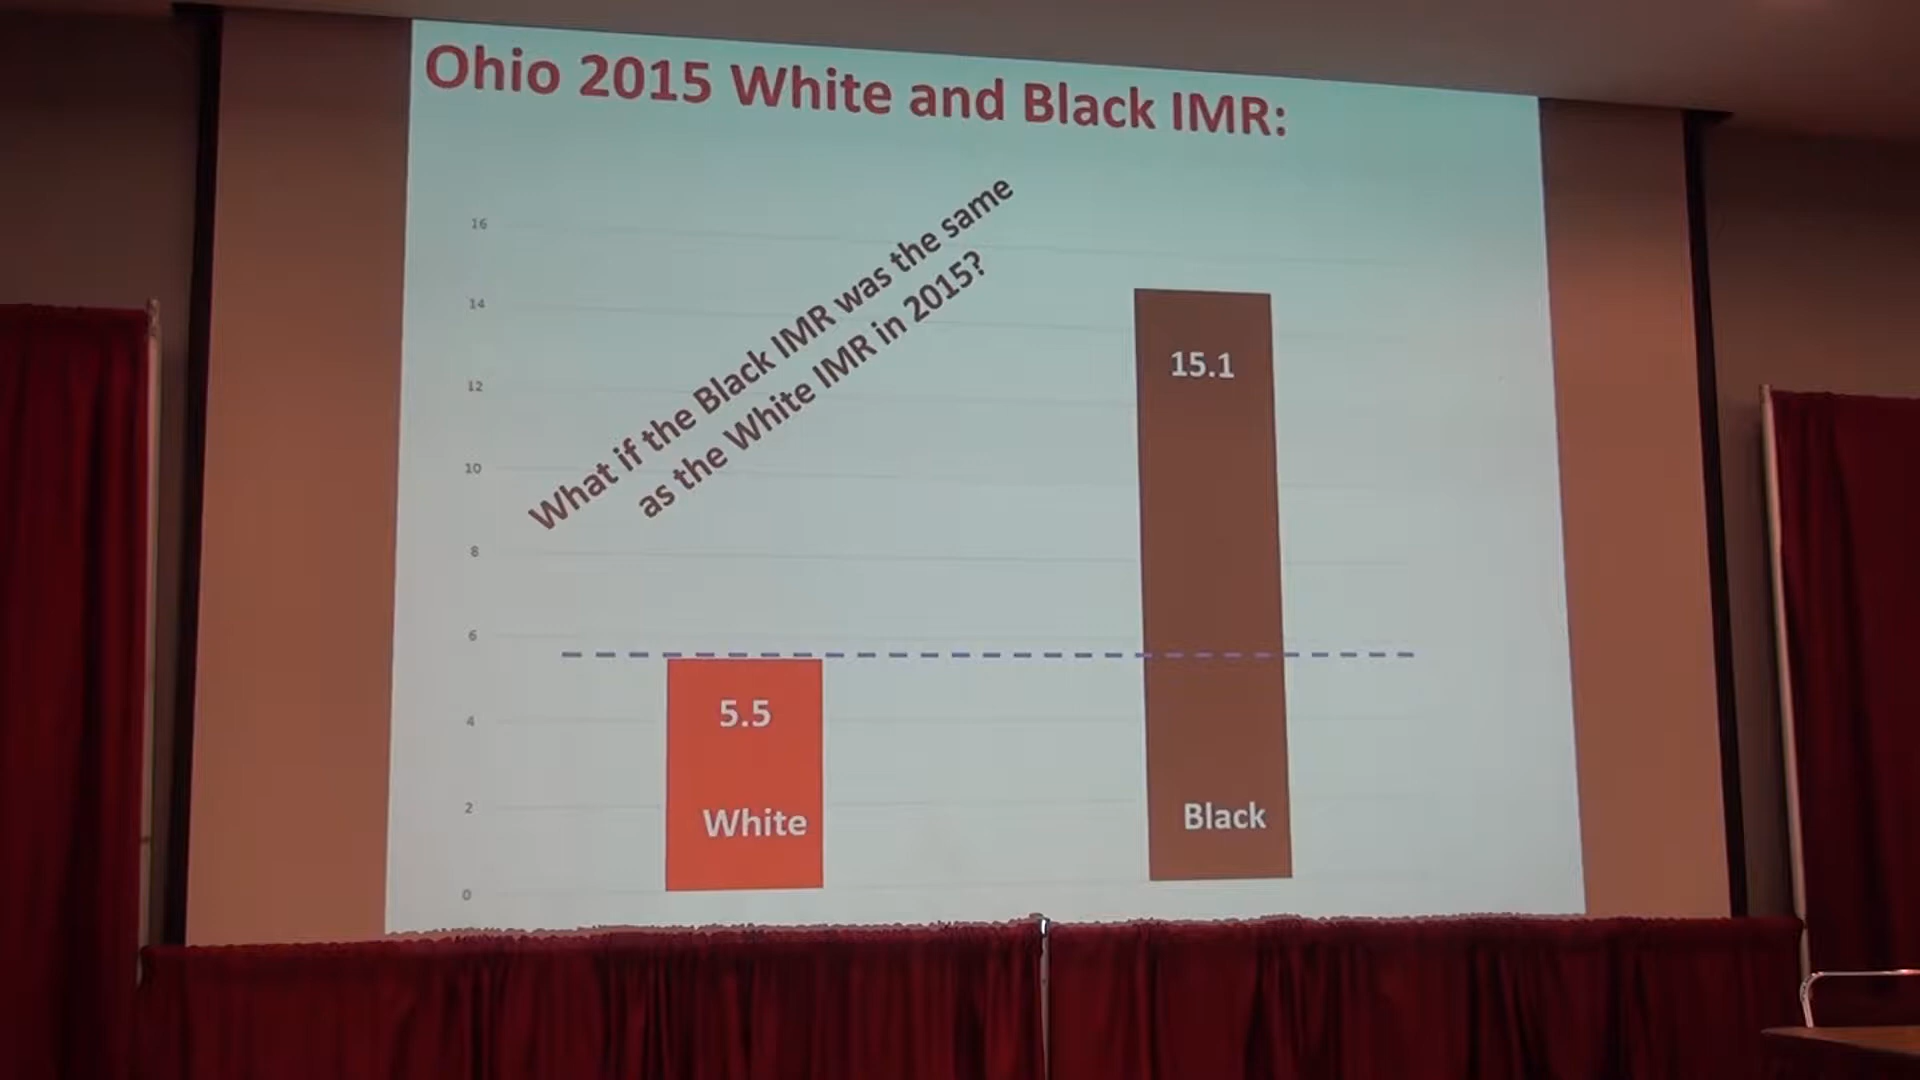 Ohio 2015 White and Black IMR:
What if the Black IMR was the same
as the White IMR in 2015?
16
14
12
10
8
6
4
2
0
15.1
5.5
White
Black